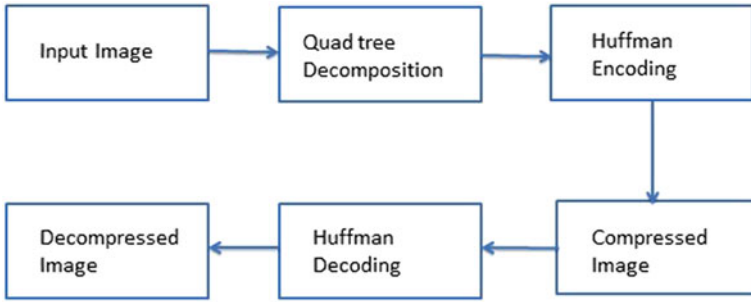 Input Image
Quad tree
Decomposition
Huffman
Encoding
Compressed
Image
Huffman
Decoding
Decompressed
Image